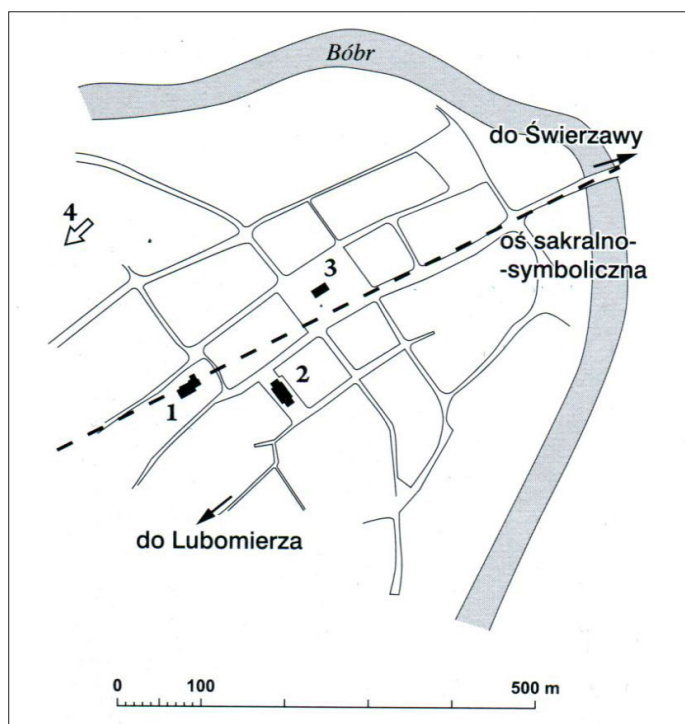 Bóbr
do Świerzawy
4
oś sakralno-
-symboliczna
3
2
1
do Lubomierza
0 100 500 m